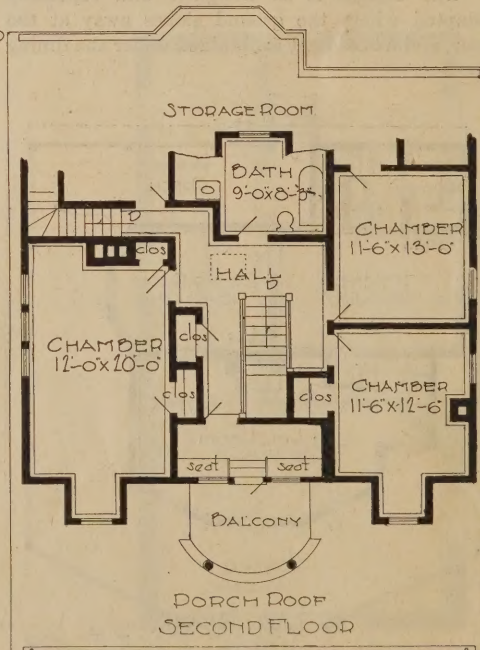 STORAGE ROOM
BATH
9'-0"x8'-3"
CHAMBER
11'-6"x13'-0"
D
clos
HALL
D
CHAMBER
12'-0"x20'-0"
clos
CHAMBER
11'-6"x12'-6"
clos
clos
seat
seat
BALCONY
PORCH ROOF
SECOND FLOOR